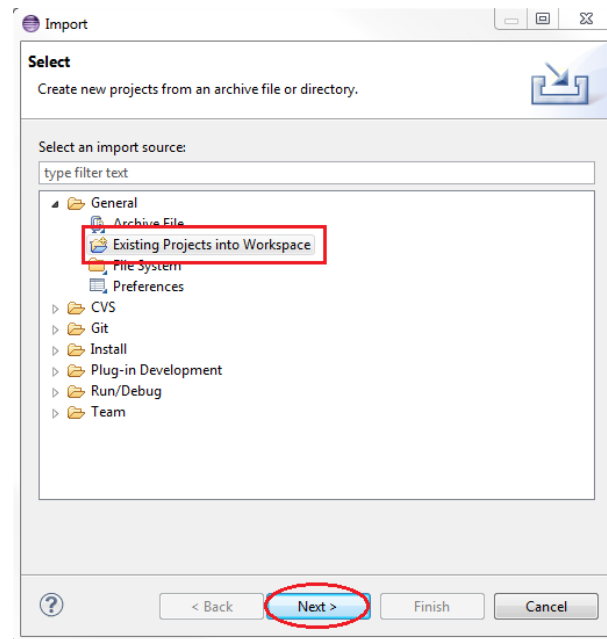 Import
Select
Create new projects from an archive file or directory.
Select an import source:
type filter text
General
Archive File
Existing Projects into Workspace
File System
Preferences
CVS
Git
Install
Plug-in Development
Run/Debug
Team
? < Back Next > Finish Cancel